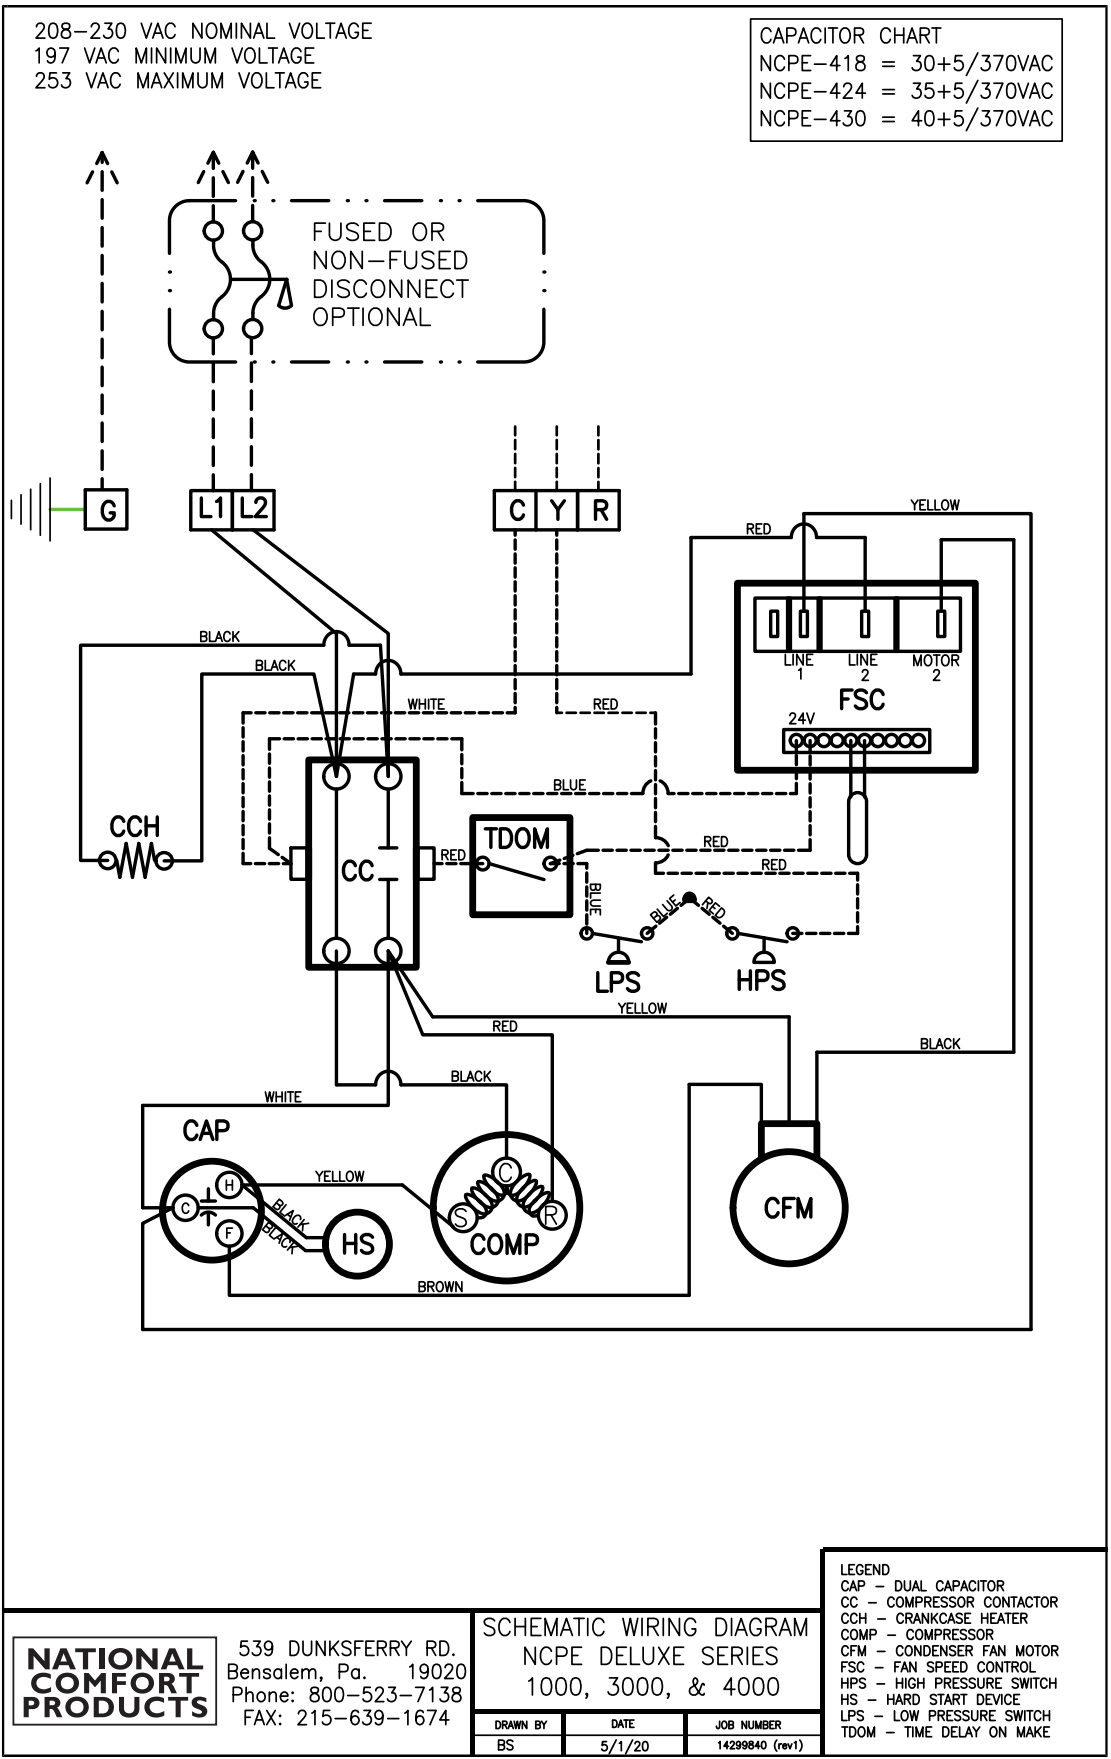 208-230 VAC NOMINAL VOLTAGE
197 VAC MINIMUM VOLTAGE
253 VAC MAXIMUM VOLTAGE
CAPACITOR CHART
NCPE-418 = 30+5/370VAC
NCPE-424 = 35+5/370VAC
NCPE-430 = 40+5/370VAC
FUSED OR
NON-FUSED
DISCONNECT
OPTIONAL
G
L1 L2
C Y R
YELLOW
RED
BLACK
BLACK
WHITE
RED
LINE
1
LINE
2
MOTOR
2
FSC
24V
BLUE
CCH
CC
RED
TDOM
RED
RED
BLUE
BLUE
RED
LPS
HPS
YELLOW
RED
BLACK
BLACK
WHITE
CAP
H
C
F
YELLOW
BLACK
BLACK
HS
C
S
R
COMP
CFM
BROWN
LEGEND
CAP - DUAL CAPACITOR
CC - COMPRESSOR CONTACTOR
CCH - CRANKCASE HEATER
COMP - COMPRESSOR
CFM - CONDENSER FAN MOTOR
FSC - FAN SPEED CONTROL
HPS - HIGH PRESSURE SWITCH
HS - HARD START DEVICE
LPS - LOW PRESSURE SWITCH
TDOM - TIME DELAY ON MAKE
NATIONAL
COMFORT
PRODUCTS
539 DUNKSFERRY RD.
Bensalem, Pa. 19020
Phone: 800-523-7138
FAX: 215-639-1674
SCHEMATIC WIRING DIAGRAM
NCPE DELUXE SERIES
1000, 3000, & 4000
DRAWN BY
BS
DATE
5/1/20
JOB NUMBER
14299840 (rev1)